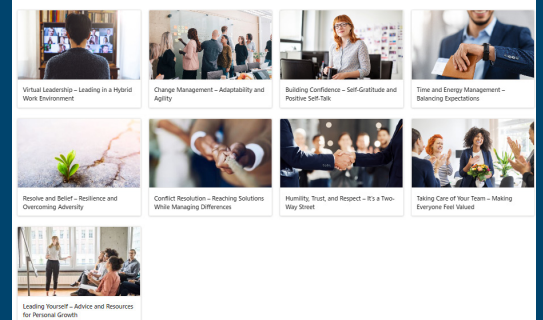 Virtual Leadership – Leading in a Hybrid
Work Environment
Change Management – Adaptability and
Agility
Building Confidence – Self-Gratitude and
Positive Self-Talk
Time and Energy Management –
Balancing Expectations
Resolve and Belief – Resilience and
Overcoming Adversity
Conflict Resolution – Reaching Solutions
While Managing Differences
Humility, Trust, and Respect – It's a Two-
Way Street
Taking Care of Your Team – Making
Everyone Feel Valued
Leading Yourself – Advice and Resources
for Personal Growth